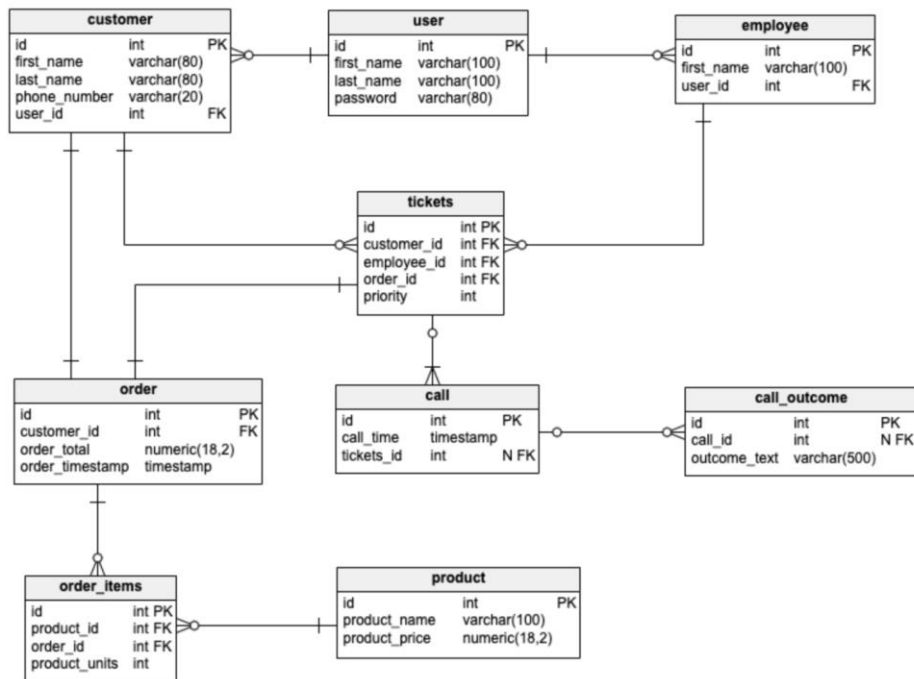 customer
id int PK
first_name varchar(80)
last_name varchar(80)
phone_number varchar(20)
user_id int FK
user
id int PK
first_name varchar(100)
last_name varchar(100)
password varchar(80)
employee
id int PK
first_name varchar(100)
user_id int FK
tickets
id int PK
customer_id int FK
employee_id int FK
order_id int FK
priority int
order
id int PK
customer_id int FK
order_total numeric(18,2)
order_timestamp timestamp
call
id int PK
call_time timestamp
tickets_id int N FK
call_outcome
id int PK
call_id int N FK
outcome_text varchar(500)
order_items
id int PK
product_id int FK
order_id int FK
product_units int
product
id int PK
product_name varchar(100)
product_price numeric(18,2)